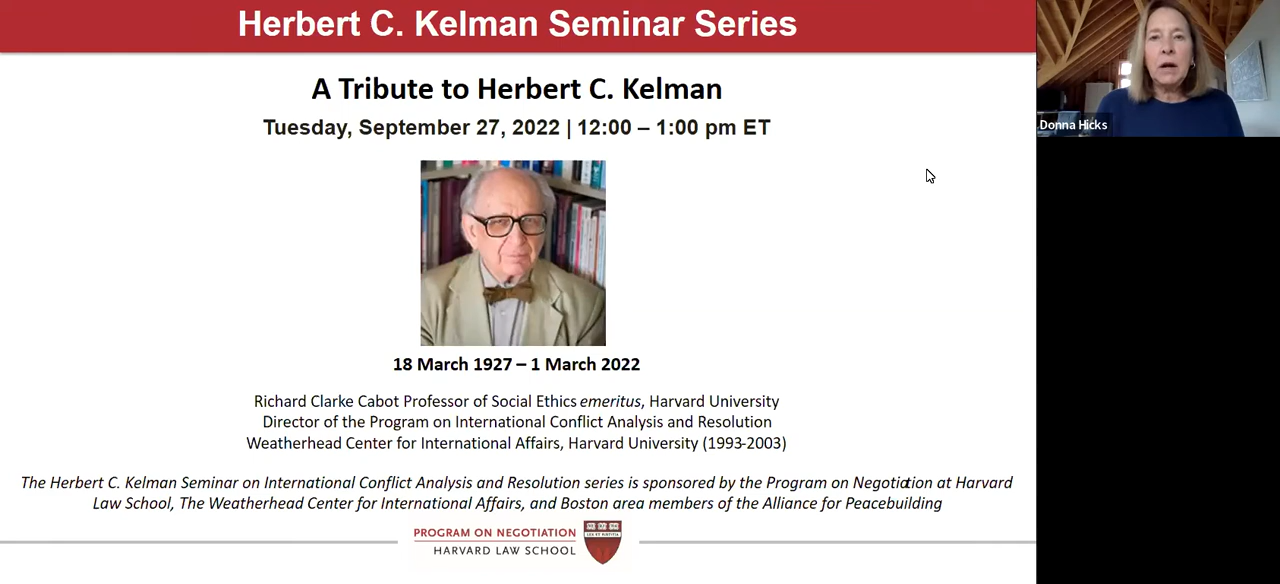 Herbert C. Kelman Seminar Series
A Tribute to Herbert C. Kelman
Tuesday, September 27, 2022 | 12:00 – 1:00 pm ET
18 March 1927 – 1 March 2022
Richard Clarke Cabot Professor of Social Ethics emeritus, Harvard University
Director of the Program on International Conflict Analysis and Resolution
Weatherhead Center for International Affairs, Harvard University (1993-2003)
The Herbert C. Kelman Seminar on International Conflict Analysis and Resolution series is sponsored by the Program on Negotiation at Harvard
Law School, The Weatherhead Center for International Affairs, and Boston area members of the Alliance for Peacebuilding
PROGRAM ON NEGOTIATION
HARVARD LAW SCHOOL
LEX ET IUSTITIA
Donna Hicks